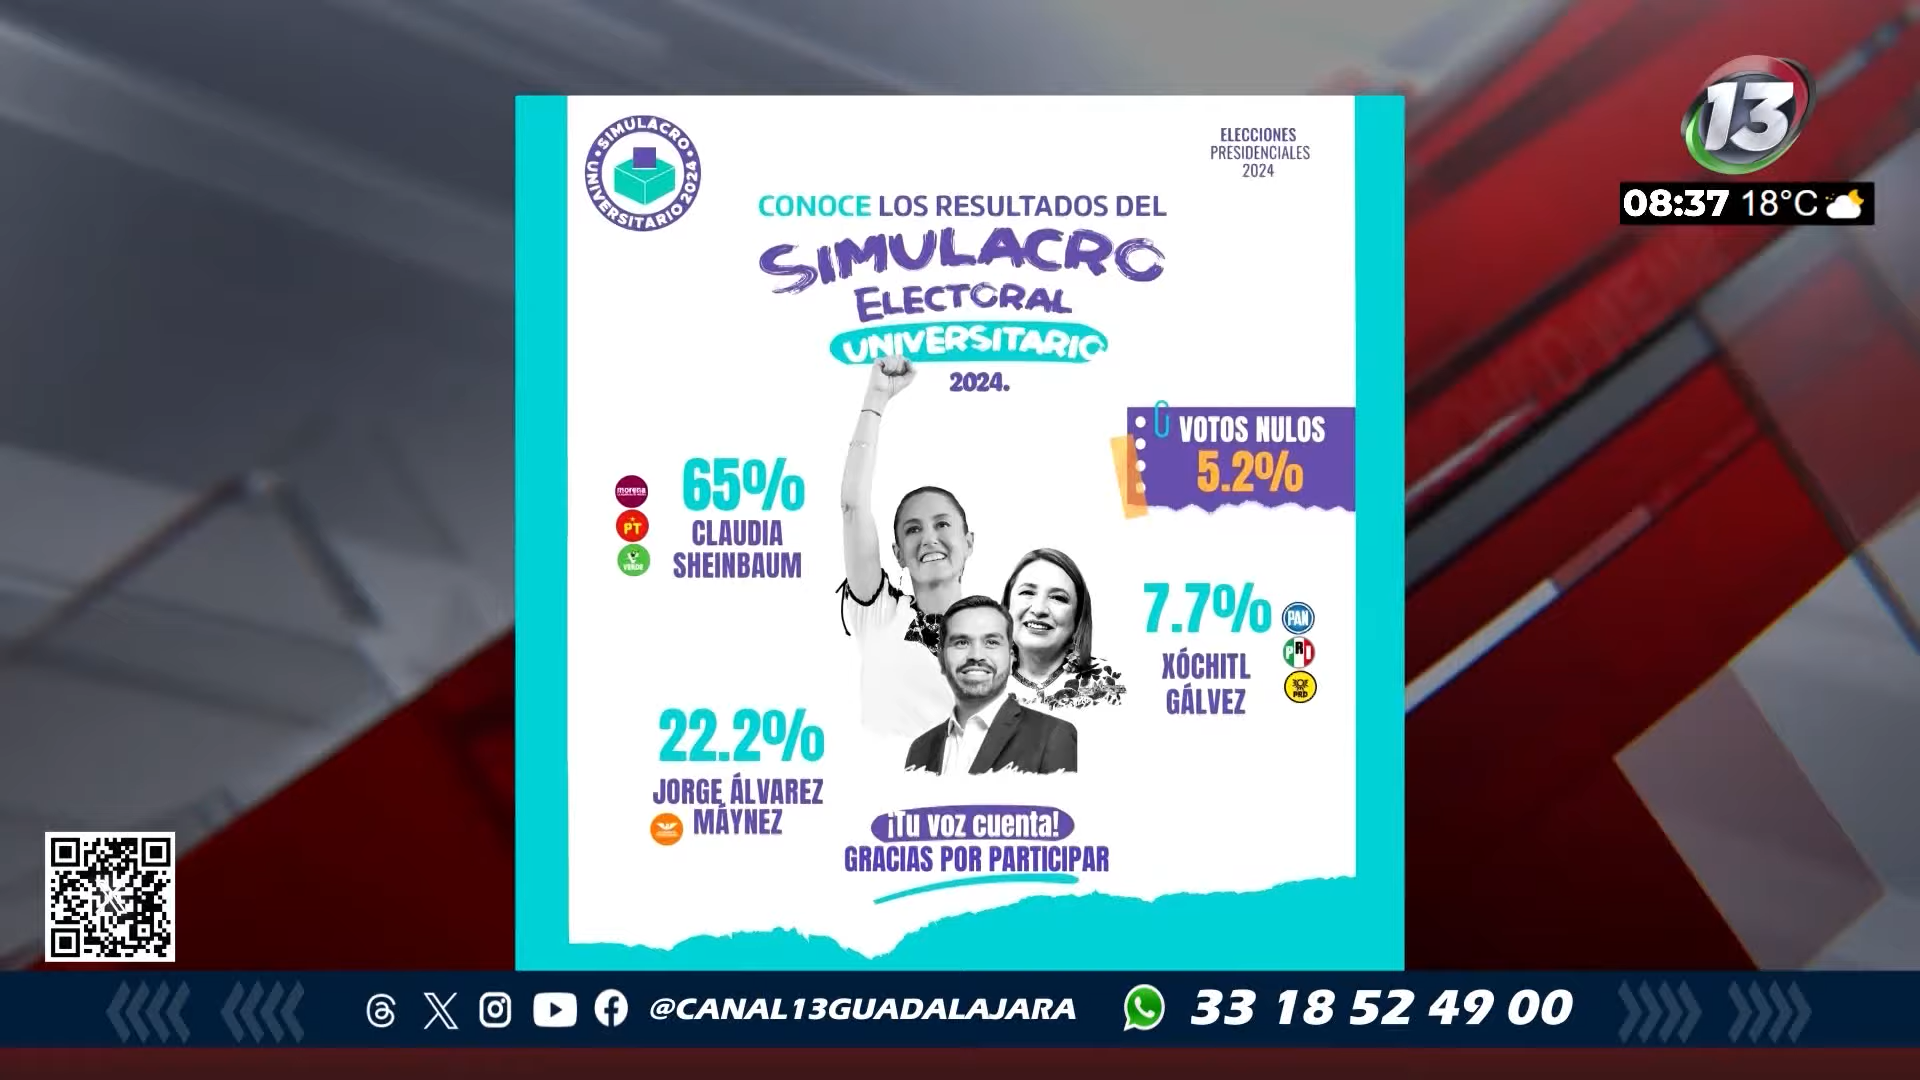 SIMULACRO
UNIVERSITARIO 2024
ELECCIONES
PRESIDENCIALES
2024
13
08:37 18°C
CONOCE LOS RESULTADOS DEL
SIMULACRO
ELECTORAL
UNIVERSITARIO
2024.
VOTOS NULOS
5.2%
morena
PT
VERDE
65%
CLAUDIA
SHEINBAUM
7.7%
XÓCHITL
GÁLVEZ
PAN
PRI
PRD
22.2%
JORGE ÁLVAREZ
MÁYNEZ
¡TU VOZ CUENTA!
GRACIAS POR PARTICIPAR
@CANAL13GUADALAJARA 33 18 52 49 00